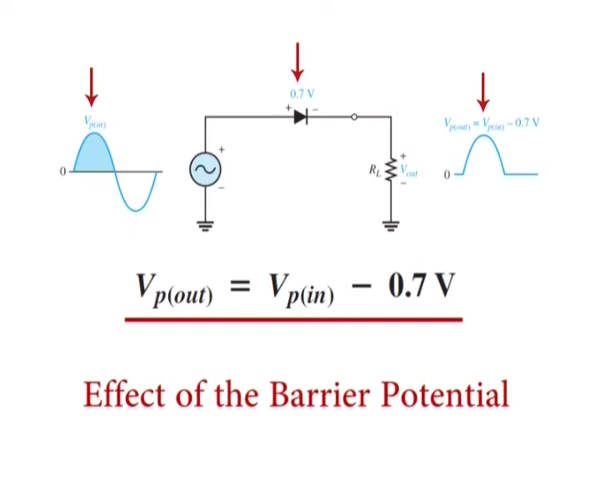 0.7 V
+ −
V_p(in)
V_p(out) = V_p(in) − 0.7 V
0
+
−
R_L
+
V_out
−
0
V_p(out) = V_p(in) − 0.7 V
Effect of the Barrier Potential